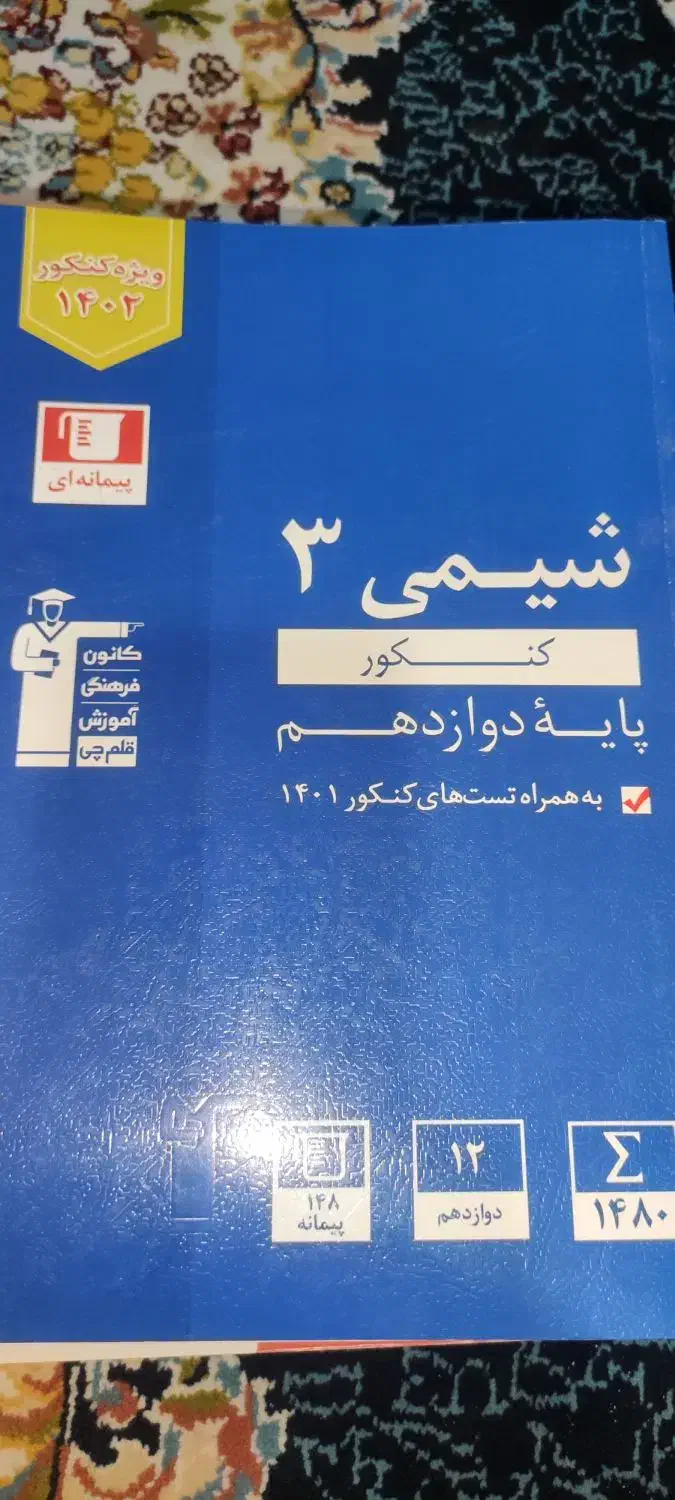 ویژه کنکور
۱۴۰۲
پیمانه‌ای
شیمی ۳
کنکور
پایهٔ دوازدهم
به همراه تست‌های کنکور ۱۴۰۱
کانون
فرهنگی
آموزش
قلم‌چی
Σ
۱۴۸۰
۱۲
دوازدهم
۱۴۸
پیمانه